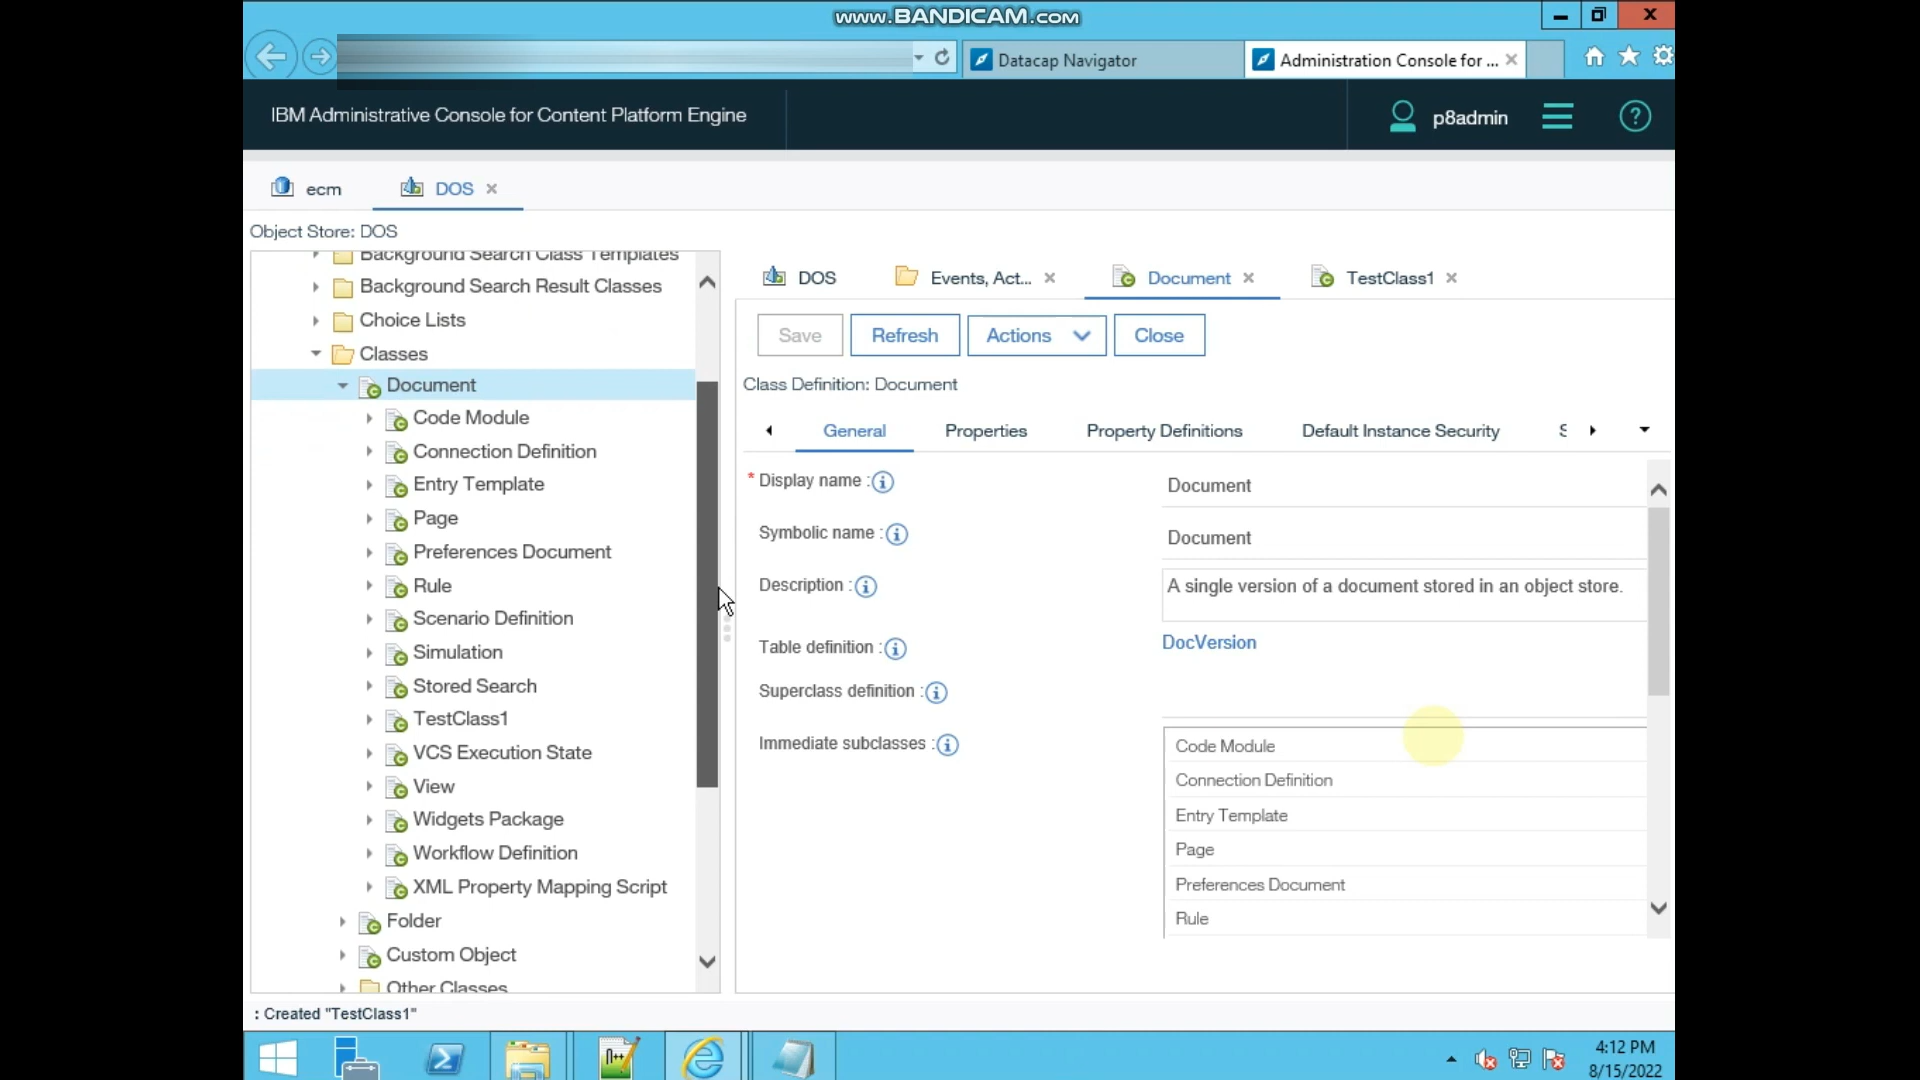 www.BANDICAM.com
Datacap Navigator
Administration Console for ...
IBM Administrative Console for Content Platform Engine
p8admin
ecm
DOS
Object Store: DOS
Background Search Class Templates
Background Search Result Classes
Choice Lists
Classes
Document
Code Module
Connection Definition
Entry Template
Page
Preferences Document
Rule
Scenario Definition
Simulation
Stored Search
TestClass1
VCS Execution State
View
Widgets Package
Workflow Definition
XML Property Mapping Script
Folder
Custom Object
Other Classes
DOS
Events, Act...
Document
TestClass1
Save
Refresh
Actions
Close
Class Definition: Document
General
Properties
Property Definitions
Default Instance Security
S
* Display name :
Document
Symbolic name :
Document
Description :
A single version of a document stored in an object store.
Table definition :
DocVersion
Superclass definition :
Immediate subclasses :
Code Module
Connection Definition
Entry Template
Page
Preferences Document
Rule
: Created "TestClass1"
4:12 PM
8/15/2022